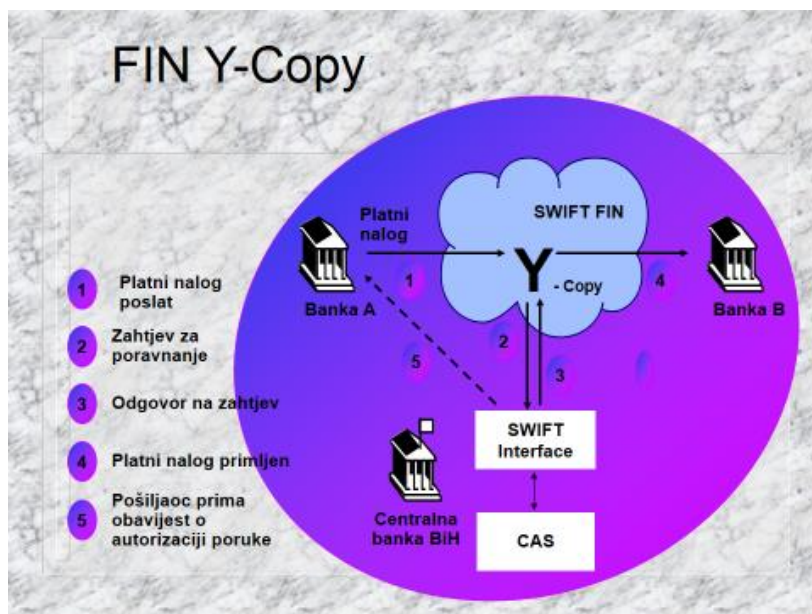 FIN Y-Copy
Platni
nalog
SWIFT FIN
Y
- Copy
Banka A
Banka B
1
2
3
4
5
SWIFT
Interface
Centralna
banka BiH
CAS
1
Platni nalog
poslat
2
Zahtjev za
poravnanje
3
Odgovor na zahtjev
4
Platni nalog primljen
5
Pošiljaoc prima
obavijest o
autorizaciji poruke